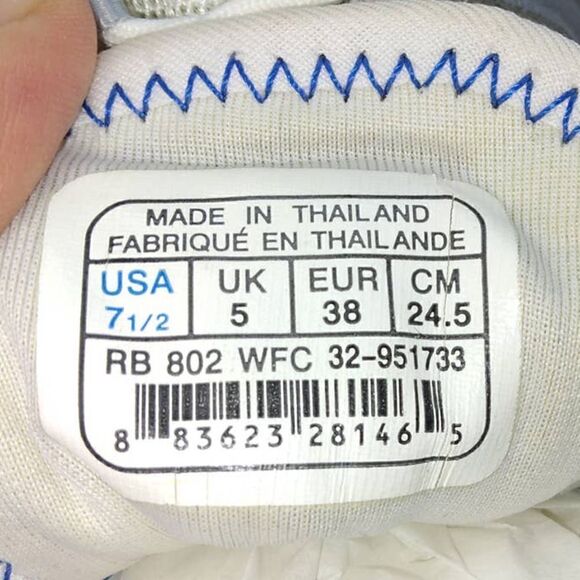 MADE IN THAILAND
FABRIQUÉ EN THAILANDE
USA UK EUR CM
7 1/2 5 38 24.5
RB 802 WFC 32-951733
8 83623 28146 5